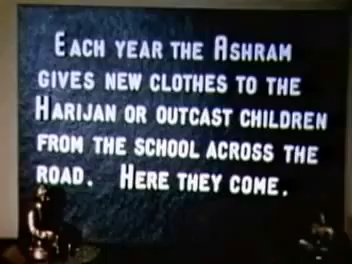 Each year the Ashram
gives new clothes to the
Harijan or outcast children
from the school across the
road. Here they come.